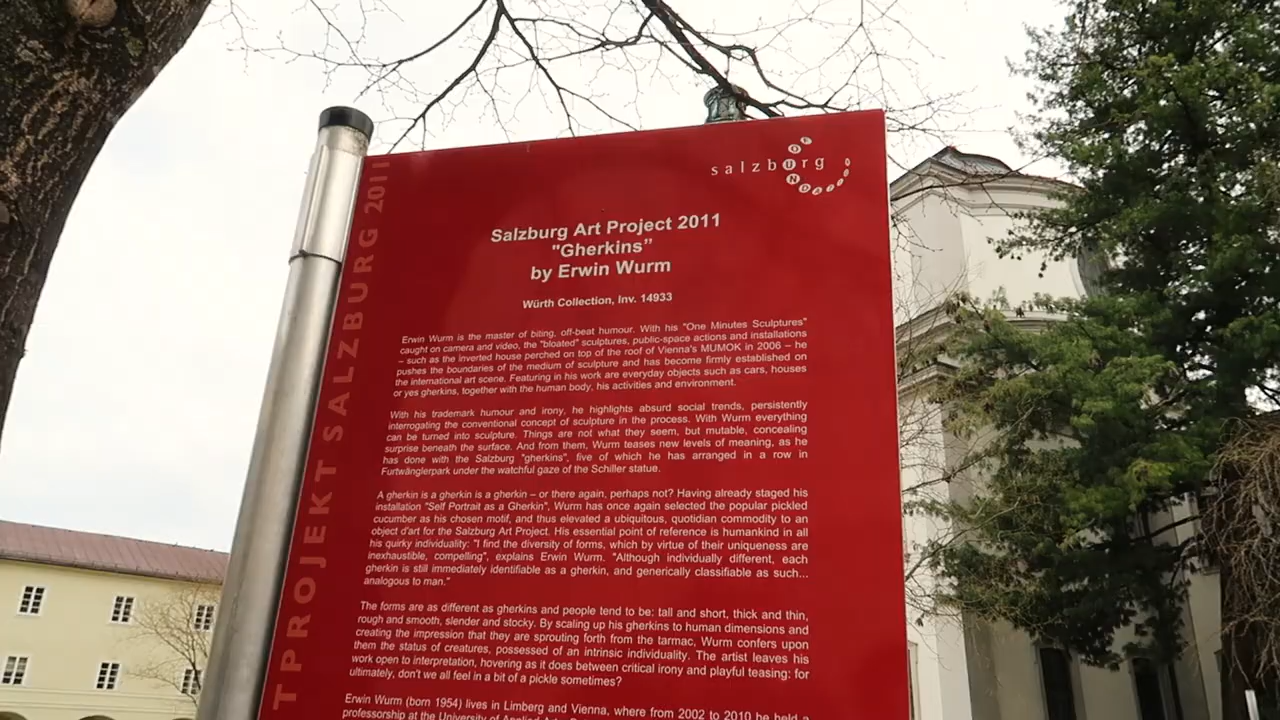 salzburg
FOUNDATION
KUNSTPROJEKT SALZBURG 2011
Salzburg Art Project 2011
"Gherkins”
by Erwin Wurm
Würth Collection, Inv. 14933
Erwin Wurm is the master of biting, off-beat humour. With his "One Minutes Sculptures"
caught on camera and video, the "bloated" sculptures, public-space actions and installations
– such as the inverted house perched on top of the roof of Vienna's MUMOK in 2006 – he
pushes the boundaries of the medium of sculpture and has become firmly established on
the international art scene. Featuring in his work are everyday objects such as cars, houses
or yes gherkins, together with the human body, his activities and environment.
With his trademark humour and irony, he highlights absurd social trends, persistently
interrogating the conventional concept of sculpture in the process. With Wurm everything
can be turned into sculpture. Things are not what they seem, but mutable, concealing
surprise beneath the surface. And from them, Wurm teases new levels of meaning, as he
has done with the Salzburg "gherkins", five of which he has arranged in a row in
Furtwänglerpark under the watchful gaze of the Schiller statue.
A gherkin is a gherkin is a gherkin – or there again, perhaps not? Having already staged his
installation "Self Portrait as a Gherkin", Wurm has once again selected the popular pickled
cucumber as his chosen motif, and thus elevated a ubiquitous, quotidian commodity to an
object d'art for the Salzburg Art Project. His essential point of reference is humankind in all
his quirky individuality: "I find the diversity of forms, which by virtue of their uniqueness are
inexhaustible, compelling", explains Erwin Wurm. "Although individually different, each
gherkin is still immediately identifiable as a gherkin, and generically classifiable as such...
analogous to man."
The forms are as different as gherkins and people tend to be: tall and short, thick and thin,
rough and smooth, slender and stocky. By scaling up his gherkins to human dimensions and
creating the impression that they are sprouting forth from the tarmac, Wurm confers upon
them the status of creatures, possessed of an intrinsic individuality. The artist leaves his
work open to interpretation, hovering as it does between critical irony and playful teasing: for
ultimately, don't we all feel in a bit of a pickle sometimes?
Erwin Wurm (born 1954) lives in Limberg and Vienna, where from 2002 to 2010 he held a
professorship at the University of Applied